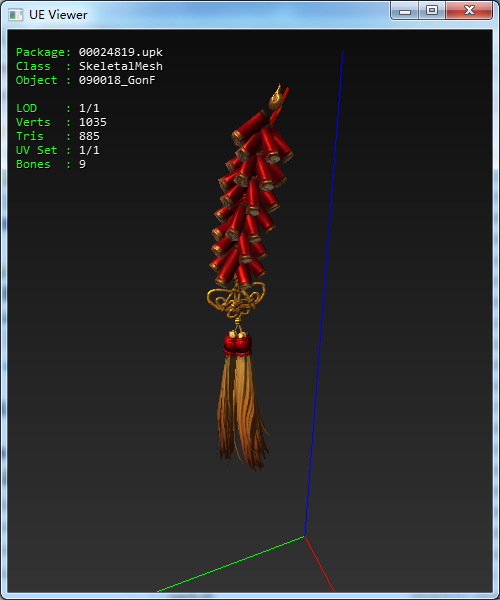 UE Viewer
Package: 00024819.upk
Class  : SkeletalMesh
Object : 090018_GonF
LOD    : 1/1
Verts  : 1035
Tris   : 885
UV Set : 1/1
Bones  : 9